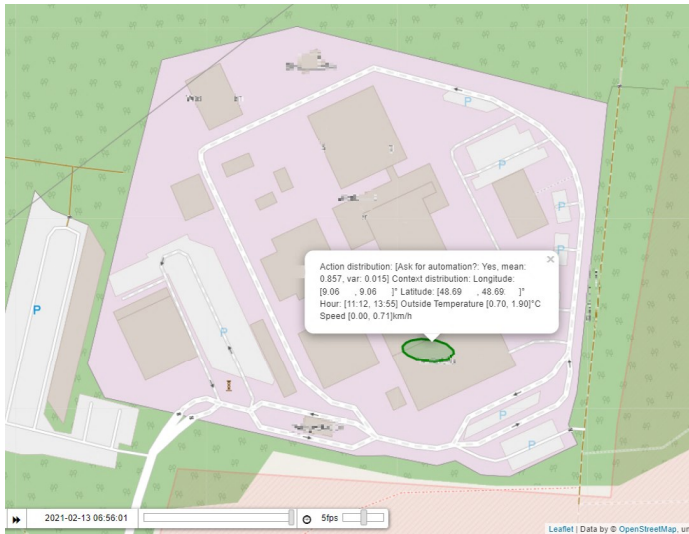 P
P
P
P
×
Action distribution: [Ask for automation?: Yes, mean:
0.857, var: 0.015] Context distribution: Longitude:
[9.06 , 9.06 ]° Latitude: [48.69 , 48.69. ]°
Hour: [11:12, 13:55] Outside Temperature [0.70, 1.90]°C
Speed [0.00, 0.71]km/h
P
P
P
P
2021-02-13 06:56:01
5fps
Leaflet | Data by © OpenStreetMap, un